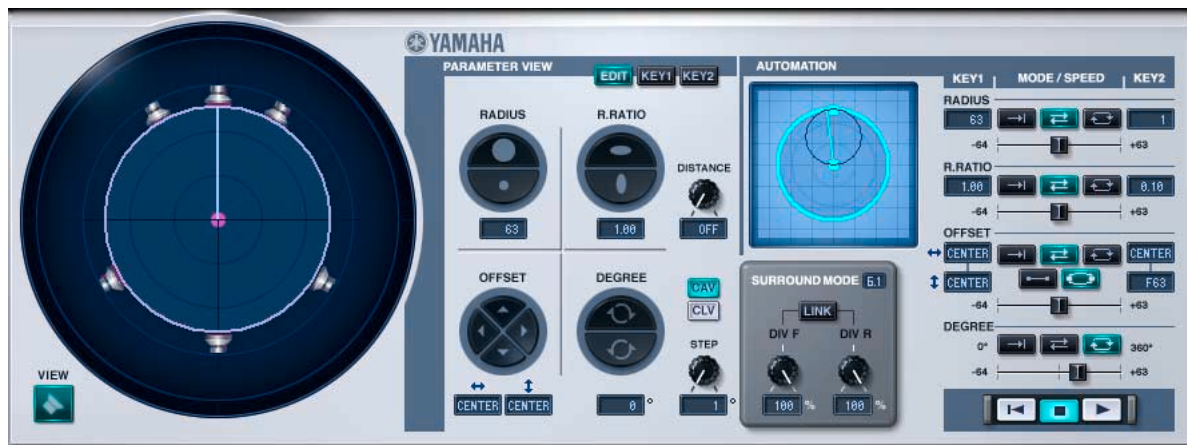 YAMAHA
PARAMETER VIEW
EDIT KEY1 KEY2
AUTOMATION
KEY1 MODE / SPEED KEY2
RADIUS R.RATIO
DISTANCE
63 1.00 OFF
OFFSET DEGREE
CAV
CLV
STEP
CENTER CENTER 0 ° 1 °
VIEW
SURROUND MODE 5.1
LINK
DIV F DIV R
100 % 100 %
RADIUS
63 1
-64 +63
R.RATIO
1.00 0.10
-64 +63
OFFSET
CENTER CENTER
CENTER F63
-64 +63
DEGREE
0° 360°
-64 +63